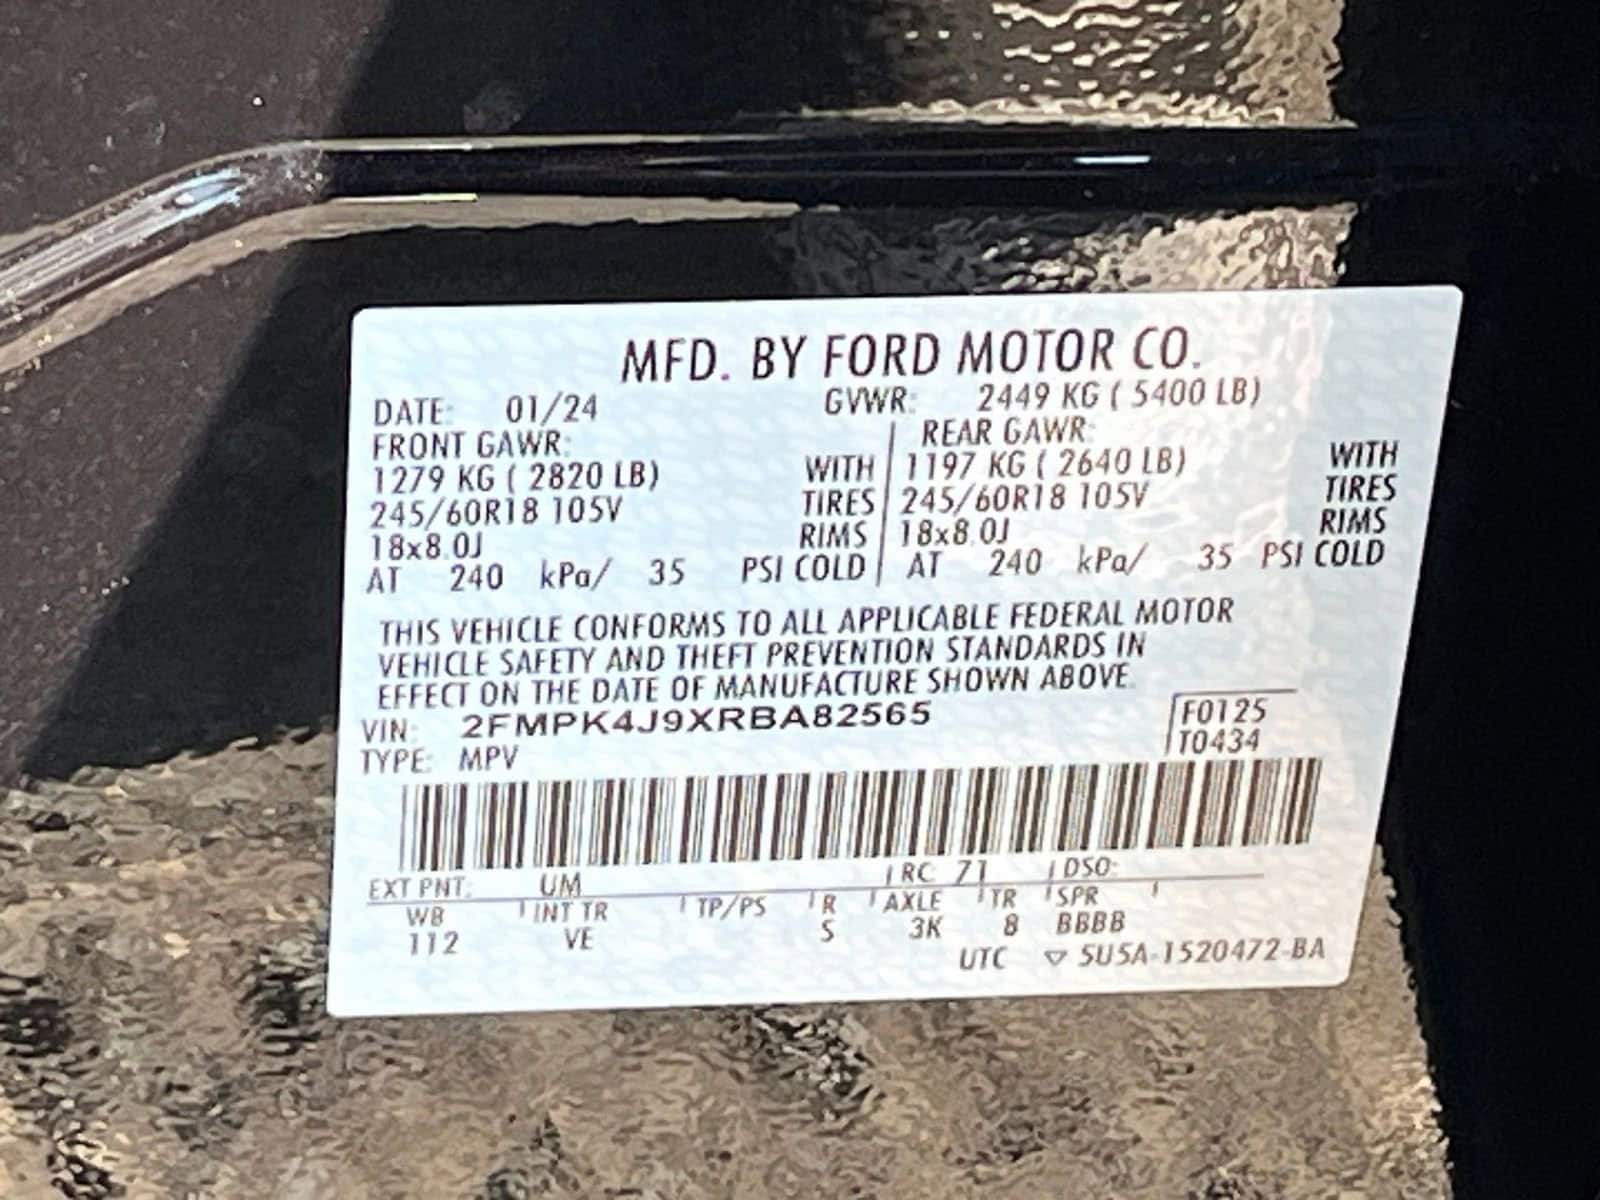 MFD. BY FORD MOTOR CO.
DATE: 01/24 GVWR: 2449 KG ( 5400 LB)
FRONT GAWR: REAR GAWR:
1279 KG ( 2820 LB) WITH 1197 KG ( 2640 LB) WITH
245/60R18 105V TIRES 245/60R18 105V TIRES
18x8.0J RIMS 18x8.0J RIMS
AT 240 kPa/ 35 PSI COLD AT 240 kPa/ 35 PSI COLD
THIS VEHICLE CONFORMS TO ALL APPLICABLE FEDERAL MOTOR
VEHICLE SAFETY AND THEFT PREVENTION STANDARDS IN
EFFECT ON THE DATE OF MANUFACTURE SHOWN ABOVE.
VIN: 2FMPK4J9XRBA82565 F0125
TYPE: MPV T0434
EXT PNT: UM RC 71 DSO:
WB INT TR TP/PS R AXLE TR SPR
112 VE S 3K 8 BBBB
UTC ▽ 5U5A-1520472-BA